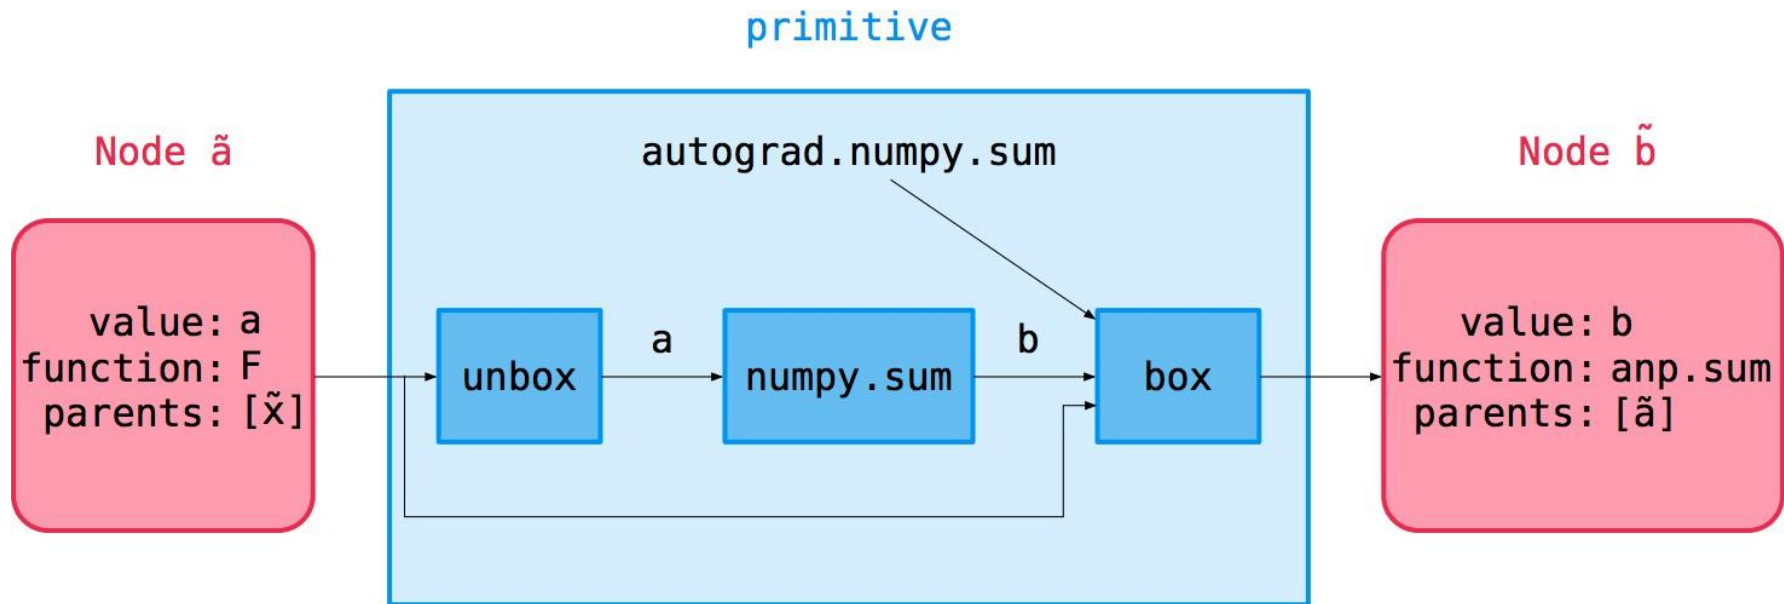 primitive
Node ã
autograd.numpy.sum
Node b̃
value: a
function: F
parents: [x̃]
unbox
a
numpy.sum
b
box
value: b
function: anp.sum
parents: [ã]